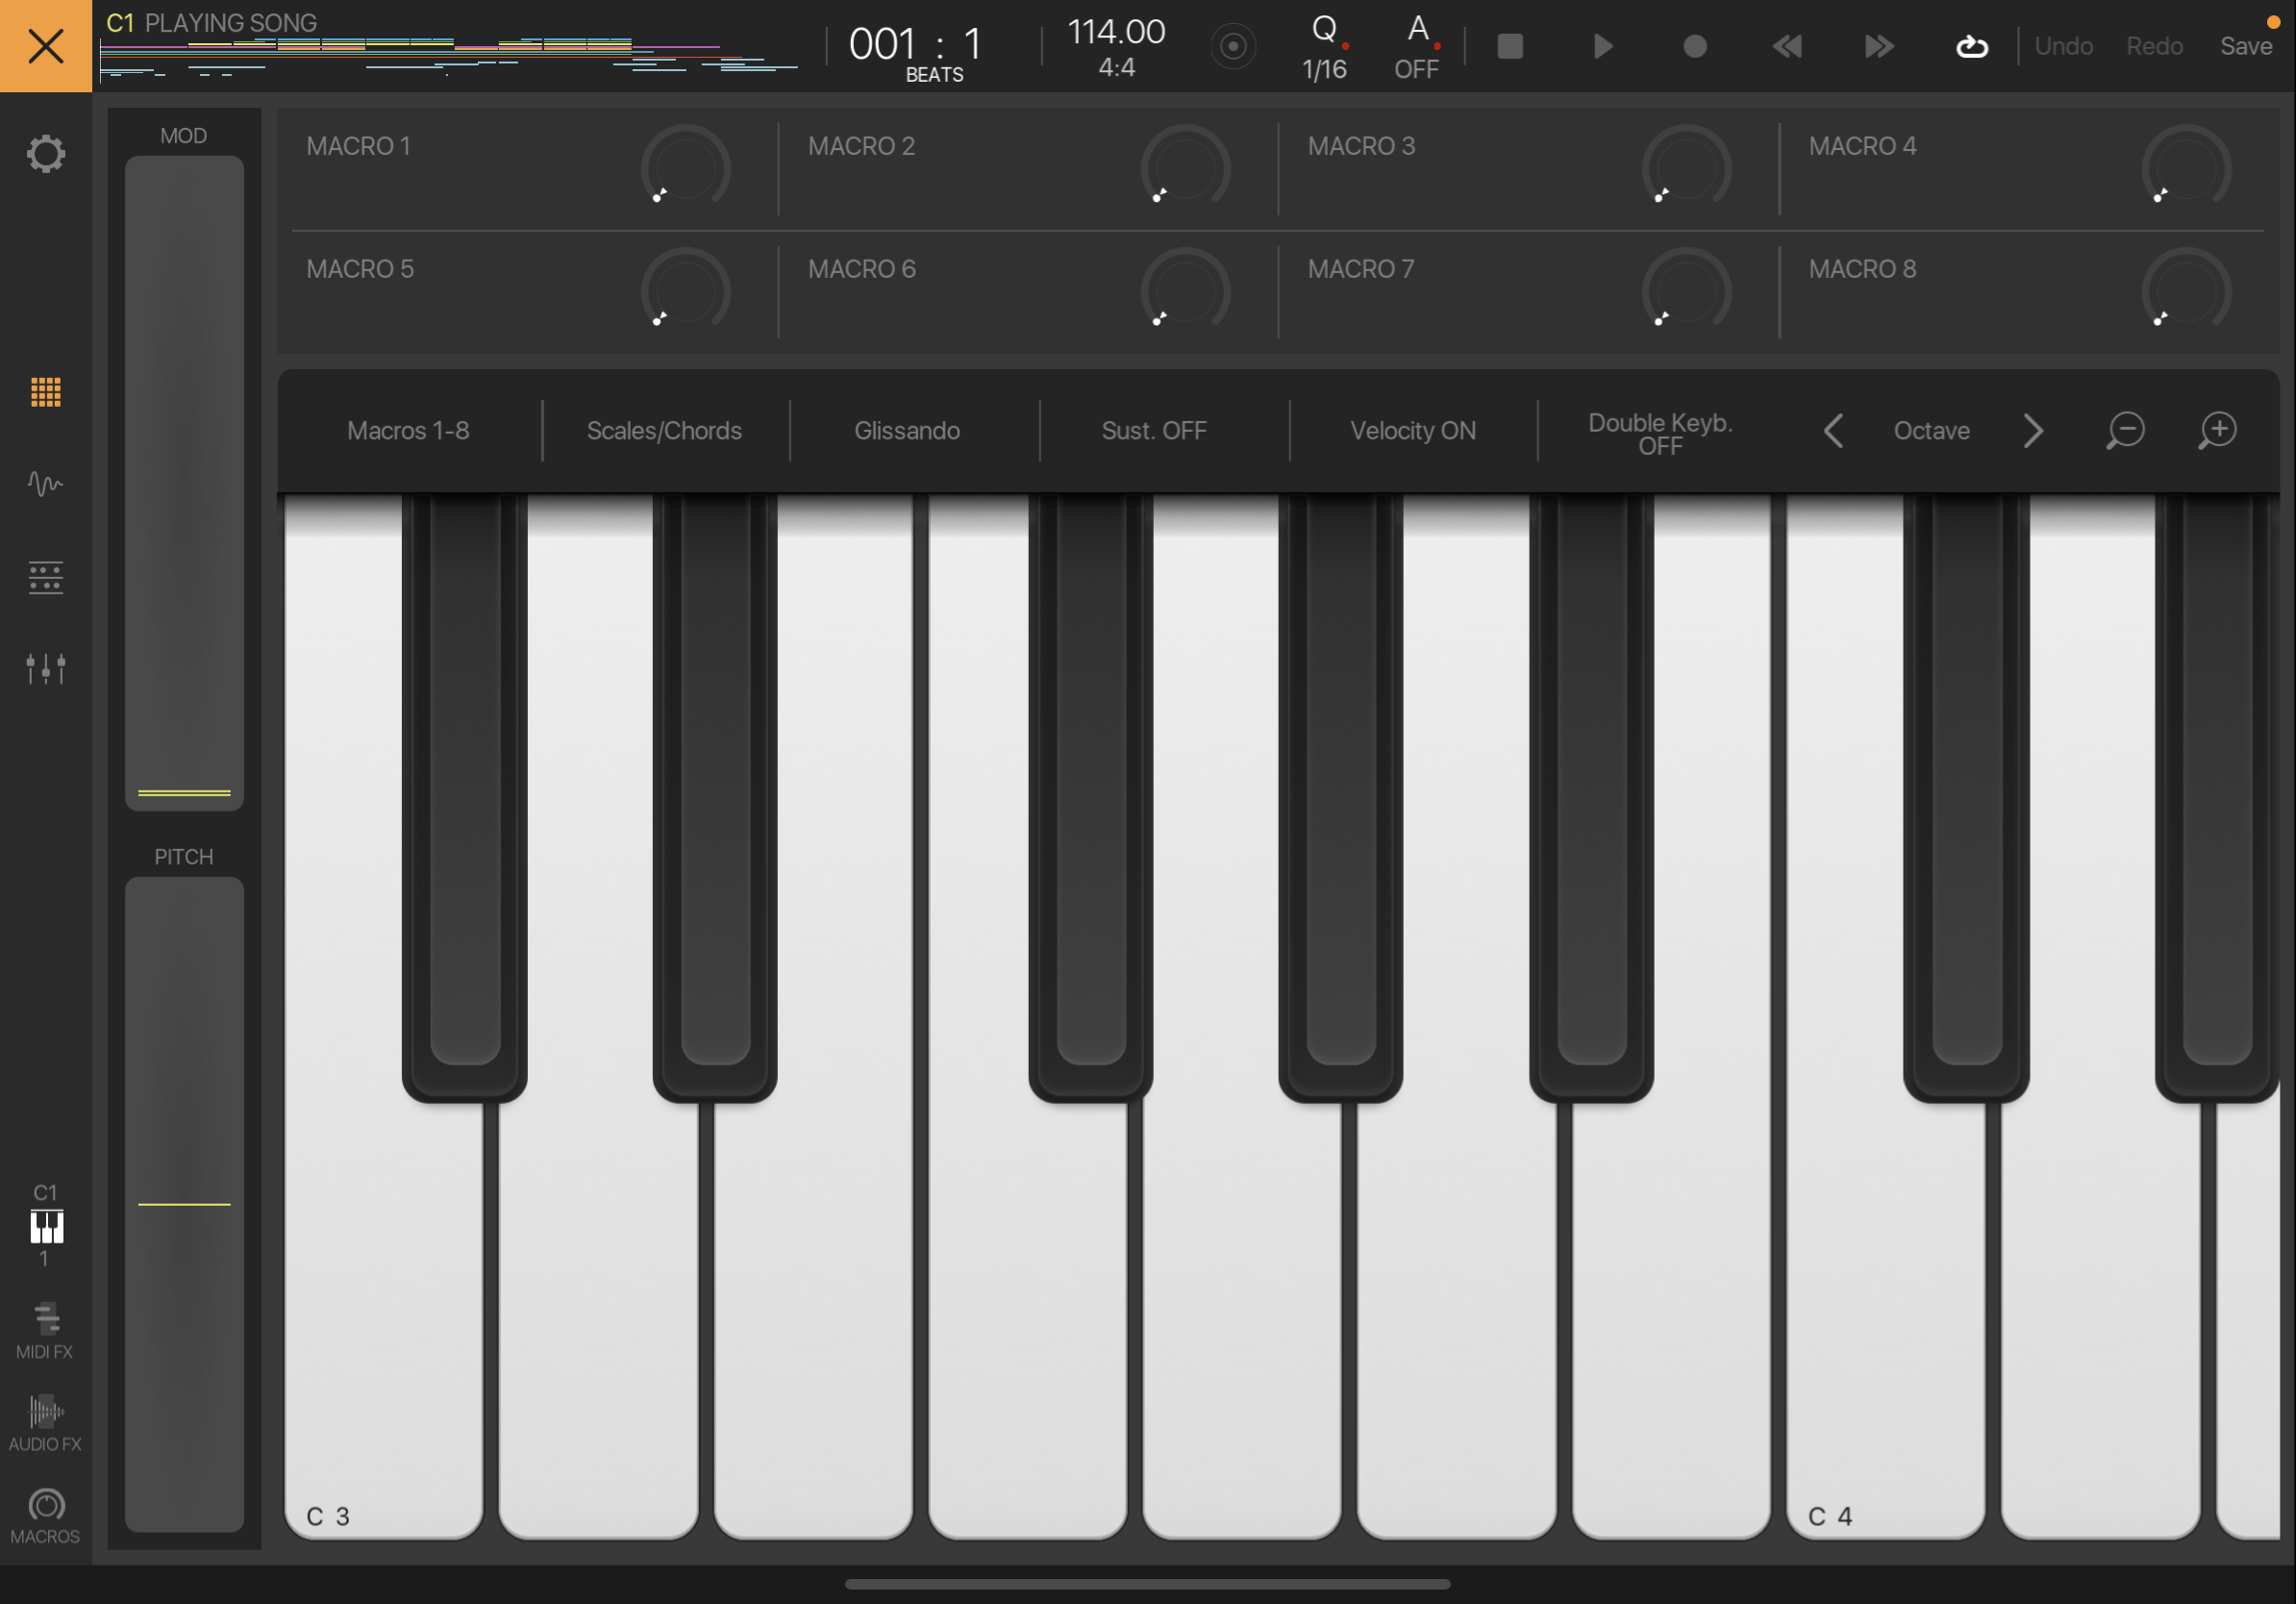 C1 PLAYING SONG
001 : 1
BEATS
114.00
4:4
Q
1/16
A
OFF
Undo
Redo
Save
MOD
MACRO 1
MACRO 2
MACRO 3
MACRO 4
MACRO 5
MACRO 6
MACRO 7
MACRO 8
Macros 1-8
Scales/Chords
Glissando
Sust. OFF
Velocity ON
Double Keyb.
OFF
Octave
PITCH
C1
1
MIDI FX
AUDIO FX
MACROS
C 3
C 4